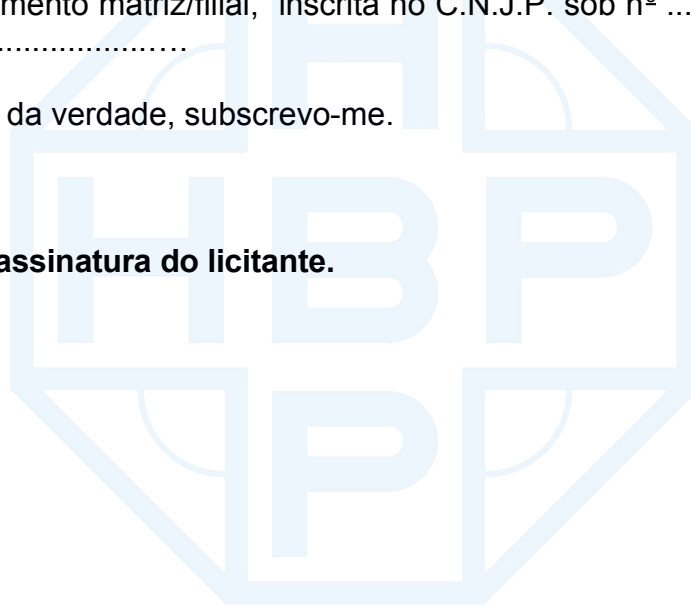 mento matriz/filial, inscrita no C.N.J.P. sob nº ...
...................….
da verdade, subscrevo-me.
assinatura do licitante.
H
HBP
P